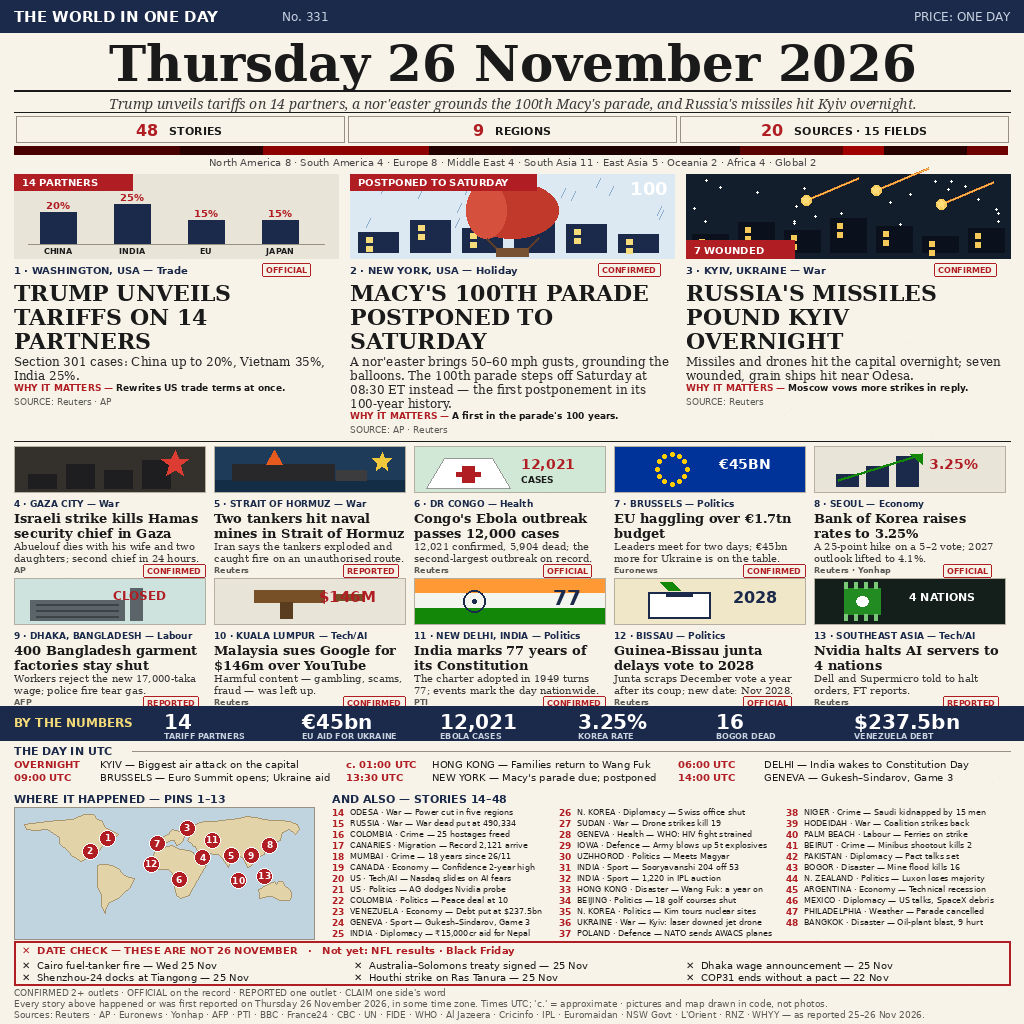 THE WORLD IN ONE DAY No. 331 PRICE: ONE DAY
Thursday 26 November 2026
Trump unveils tariffs on 14 partners, a nor'easter grounds the 100th Macy's parade, and Russia's missiles hit Kyiv overnight.
48 STORIES
9 REGIONS
20 SOURCES · 15 FIELDS
North America 8 · South America 4 · Europe 8 · Middle East 4 · South Asia 11 · East Asia 5 · Oceania 2 · Africa 4 · Global 2
14 PARTNERS
20% 25% 15% 15%
CHINA INDIA EU JAPAN
1 · WASHINGTON, USA — Trade OFFICIAL
TRUMP UNVEILS
TARIFFS ON 14
PARTNERS
Section 301 cases: China up to 20%, Vietnam 35%,
India 25%.
WHY IT MATTERS — Rewrites US trade terms at once.
SOURCE: Reuters · AP
POSTPONED TO SATURDAY
100
2 · NEW YORK, USA — Holiday CONFIRMED
MACY'S 100TH PARADE
POSTPONED TO
SATURDAY
A nor'easter brings 50–60 mph gusts, grounding the
balloons. The 100th parade steps off Saturday at
08:30 ET instead — the first postponement in its
100-year history.
WHY IT MATTERS — A first in the parade's 100 years.
SOURCE: AP · Reuters
7 WOUNDED
3 · KYIV, UKRAINE — War CONFIRMED
RUSSIA'S MISSILES
POUND KYIV
OVERNIGHT
Missiles and drones hit the capital overnight; seven
wounded, grain ships hit near Odesa.
WHY IT MATTERS — Moscow vows more strikes in reply.
SOURCE: Reuters
4 · GAZA CITY — War
Israeli strike kills Hamas
security chief in Gaza
Abuelouf dies with his wife and two
daughters; second chief in 24 hours.
AP CONFIRMED
5 · STRAIT OF HORMUZ — War
Two tankers hit naval
mines in Strait of Hormuz
Iran says the tankers exploded and
caught fire on an unauthorised route.
Reuters REPORTED
12,021
CASES
6 · DR CONGO — Health
Congo's Ebola outbreak
passes 12,000 cases
12,021 confirmed, 5,904 dead; the
second-largest outbreak on record.
Reuters OFFICIAL
€45BN
7 · BRUSSELS — Politics
EU haggling over €1.7tn
budget
Leaders meet for two days; €45bn
more for Ukraine is on the table.
Euronews CONFIRMED
3.25%
8 · SEOUL — Economy
Bank of Korea raises
rates to 3.25%
A 25-point hike on a 5–2 vote; 2027
outlook lifted to 4.1%.
Reuters · Yonhap OFFICIAL
CLOSED
9 · DHAKA, BANGLADESH — Labour
400 Bangladesh garment
factories stay shut
Workers reject the new 17,000-taka
wage; police fire tear gas.
AFP REPORTED
$146M
10 · KUALA LUMPUR — Tech/AI
Malaysia sues Google for
$146m over YouTube
Harmful content — gambling, scams,
fraud — was left up.
Reuters CONFIRMED
77
11 · NEW DELHI, INDIA — Politics
India marks 77 years of
its Constitution
The charter adopted in 1949 turns
77; events mark the day nationwide.
PTI CONFIRMED
2028
12 · BISSAU — Politics
Guinea-Bissau junta
delays vote to 2028
Junta scraps December vote a year
after its coup; new date: Nov 2028.
Reuters OFFICIAL
4 NATIONS
13 · SOUTHEAST ASIA — Tech/AI
Nvidia halts AI servers to
4 nations
Dell and Supermicro told to halt
orders, FT reports.
Reuters REPORTED
BY THE NUMBERS
14
TARIFF PARTNERS
€45bn
EU AID FOR UKRAINE
12,021
EBOLA CASES
3.25%
KOREA RATE
16
BOGOR DEAD
$237.5bn
VENEZUELA DEBT
THE DAY IN UTC
OVERNIGHT KYIV — Biggest air attack on the capital c. 01:00 UTC HONG KONG — Families return to Wang Fuk 06:00 UTC DELHI — India wakes to Constitution Day
09:00 UTC BRUSSELS — Euro Summit opens; Ukraine aid 13:30 UTC NEW YORK — Macy's parade due; postponed 14:00 UTC GENEVA — Gukesh–Sindarov, Game 3
WHERE IT HAPPENED — PINS 1–13
1
2
3
4
5
6
7
8
9
10
11
12
13
AND ALSO — STORIES 14–48
14 ODESA · War — Power cut in five regions
15 RUSSIA · War — War dead put at 490,334
16 COLOMBIA · Crime — 25 hostages freed
17 CANARIES · Migration — Record 2,121 arrive
18 MUMBAI · Crime — 18 years since 26/11
19 CANADA · Economy — Confidence 2-year high
20 US · Tech/AI — Nasdaq slides on AI fears
21 US · Politics — AG dodges Nvidia probe
22 COLOMBIA · Politics — Peace deal at 10
23 VENEZUELA · Economy — Debt put at $237.5bn
24 GENEVA · Sport — Gukesh–Sindarov, Game 3
25 INDIA · Diplomacy — ₹15,000cr aid for Nepal
26 N. KOREA · Diplomacy — Swiss office shut
27 SUDAN · War — Drone strikes kill 19
28 GENEVA · Health — WHO: HIV fight strained
29 IOWA · Defence — Army blows up 5t explosives
30 UZHHOROD · Politics — Meets Magyar
31 INDIA · Sport — Sooryavanshi 204 off 53
32 INDIA · Sport — 1,220 in IPL auction
33 HONG KONG · Disaster — Wang Fuk: a year on
34 BEIJING · Politics — 18 golf courses shut
35 N. KOREA · Politics — Kim tours nuclear sites
36 UKRAINE · War — Kyiv: laser downed jet drone
37 POLAND · Defence — NATO sends AWACS planes
38 NIGER · Crime — Saudi kidnapped by 15 men
39 HODEIDAH · War — Coalition strikes back
40 PALM BEACH · Labour — Ferries on strike
41 BEIRUT · Crime — Minibus shootout kills 2
42 PAKISTAN · Diplomacy — Pact talks set
43 BOGOR · Disaster — Mine flood kills 16
44 N. ZEALAND · Politics — Luxon loses majority
45 ARGENTINA · Economy — Technical recession
46 MEXICO · Diplomacy — US talks, SpaceX debris
47 PHILADELPHIA · Weather — Parade cancelled
48 BANGKOK · Disaster — Oil-plant blast, 9 hurt
✕ DATE CHECK — THESE ARE NOT 26 NOVEMBER · Not yet: NFL results · Black Friday
✕ Cairo fuel-tanker fire — Wed 25 Nov ✕ Australia–Solomons treaty signed — 25 Nov ✕ Dhaka wage announcement — 25 Nov
✕ Shenzhou-24 docks at Tiangong — 25 Nov ✕ Houthi strike on Ras Tanura — 25 Nov ✕ COP31 ends without a pact — 22 Nov
CONFIRMED 2+ outlets · OFFICIAL on the record · REPORTED one outlet · CLAIM one side's word
Every story above happened or was first reported on Thursday 26 November 2026, in some time zone. Times UTC; 'c.' = approximate · pictures and map drawn in code, not photos.
Sources: Reuters · AP · Euronews · Yonhap · AFP · PTI · BBC · France24 · CBC · UN · FIDE · WHO · Al Jazeera · Cricinfo · IPL · Euromaidan · NSW Govt · L'Orient · RNZ · WHYY — as reported 25–26 Nov 2026.